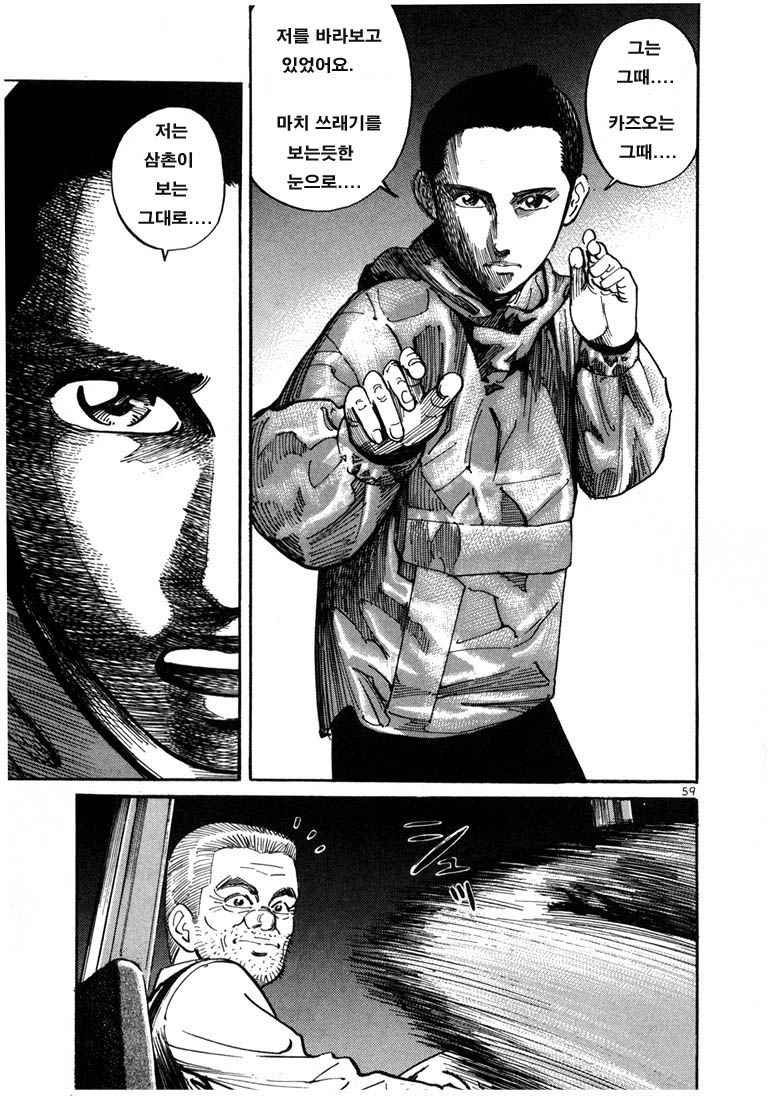 그는
그때....
카즈오는
그때....
저를 바라보고
있었어요.
마치 쓰래기를
보는듯한
눈으로....
저는
삼촌이
보는
그대로....
59
슛